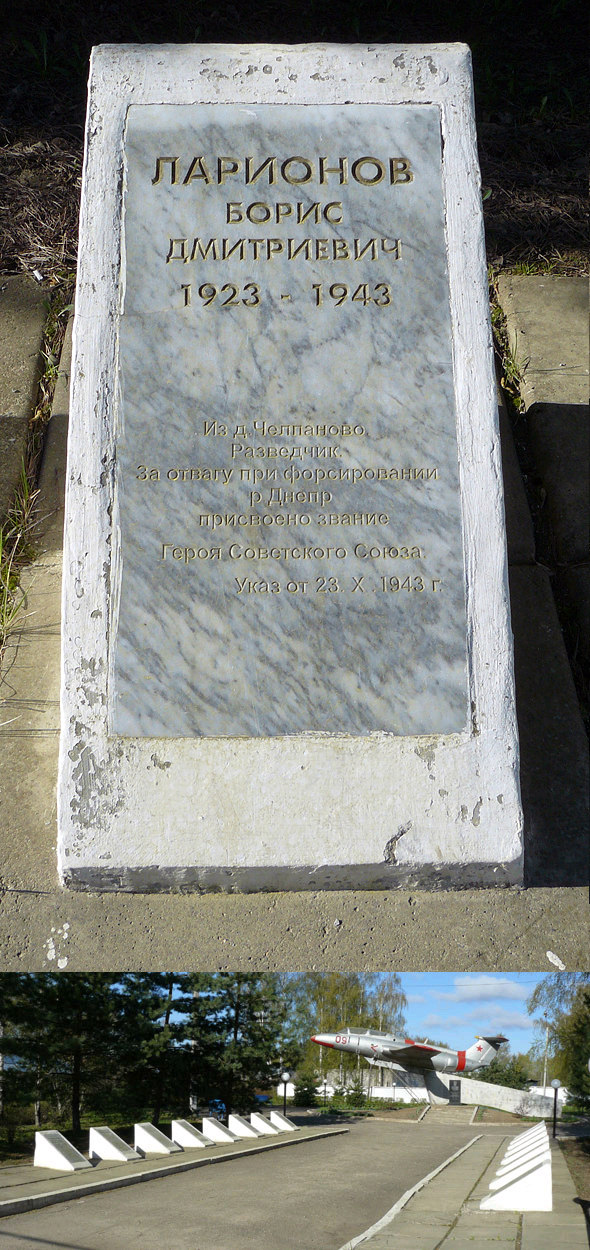 ЛАРИОНОВ
БОРИС
ДМИТРИЕВИЧ
1923 - 1943
Из д.Челпаново.
Разведчик.
За отвагу при форсировании
р.Днепр
присвоено звание
Героя Советского Союза
Указ от 23. X .1943 г.
091